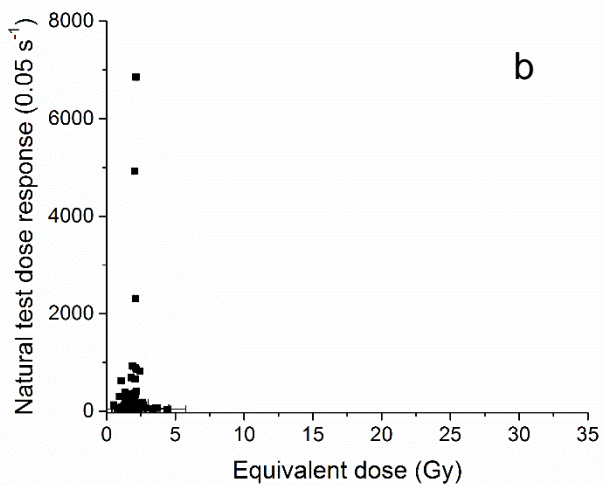 8000
b
6000
4000
2000
0
0 5 10 15 20 25 30 35
Natural test dose response (0.05 s⁻¹)
Equivalent dose (Gy)